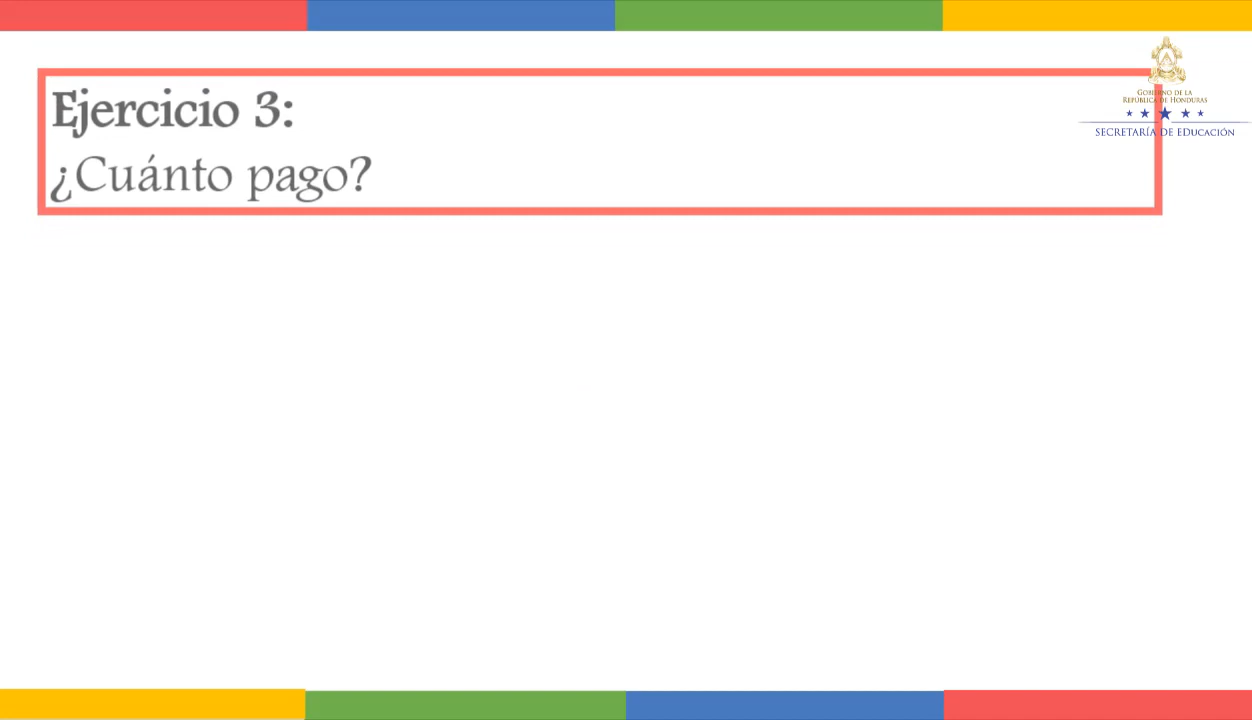 Ejercicio 3:
¿Cuánto pago?
GOBIERNO DE LA
REPÚBLICA DE HONDURAS
SECRETARÍA DE EDUCACIÓN